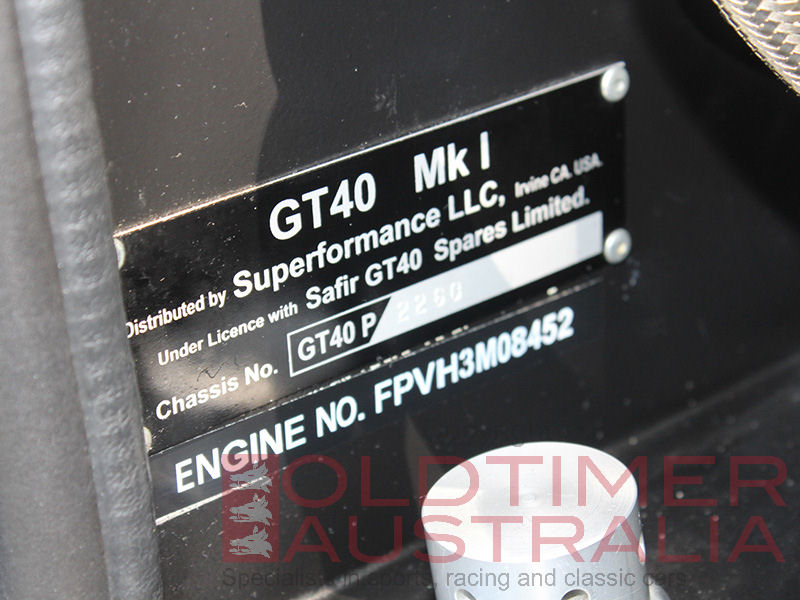 GT40 Mk I
Distributed by Superformance LLC, Irvine CA. USA.
Under Licence with Safir GT40 Spares Limited.
Chassis No. GT40 P 2260
ENGINE NO. FPVH3M08452
OLDTIMER
AUSTRALIA
Specialists in sports, racing and classic cars